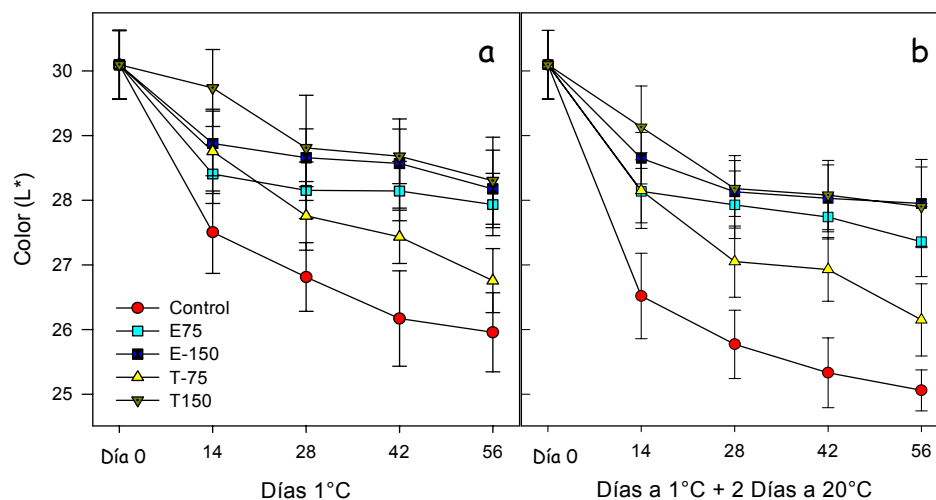 a
b
Color (L*)
30
29
28
27
26
25
Control
E75
E-150
T-75
T150
Día 0
14
28
42
56
Día 0
14
28
42
56
Días 1°C
Días a 1°C + 2 Días a 20°C